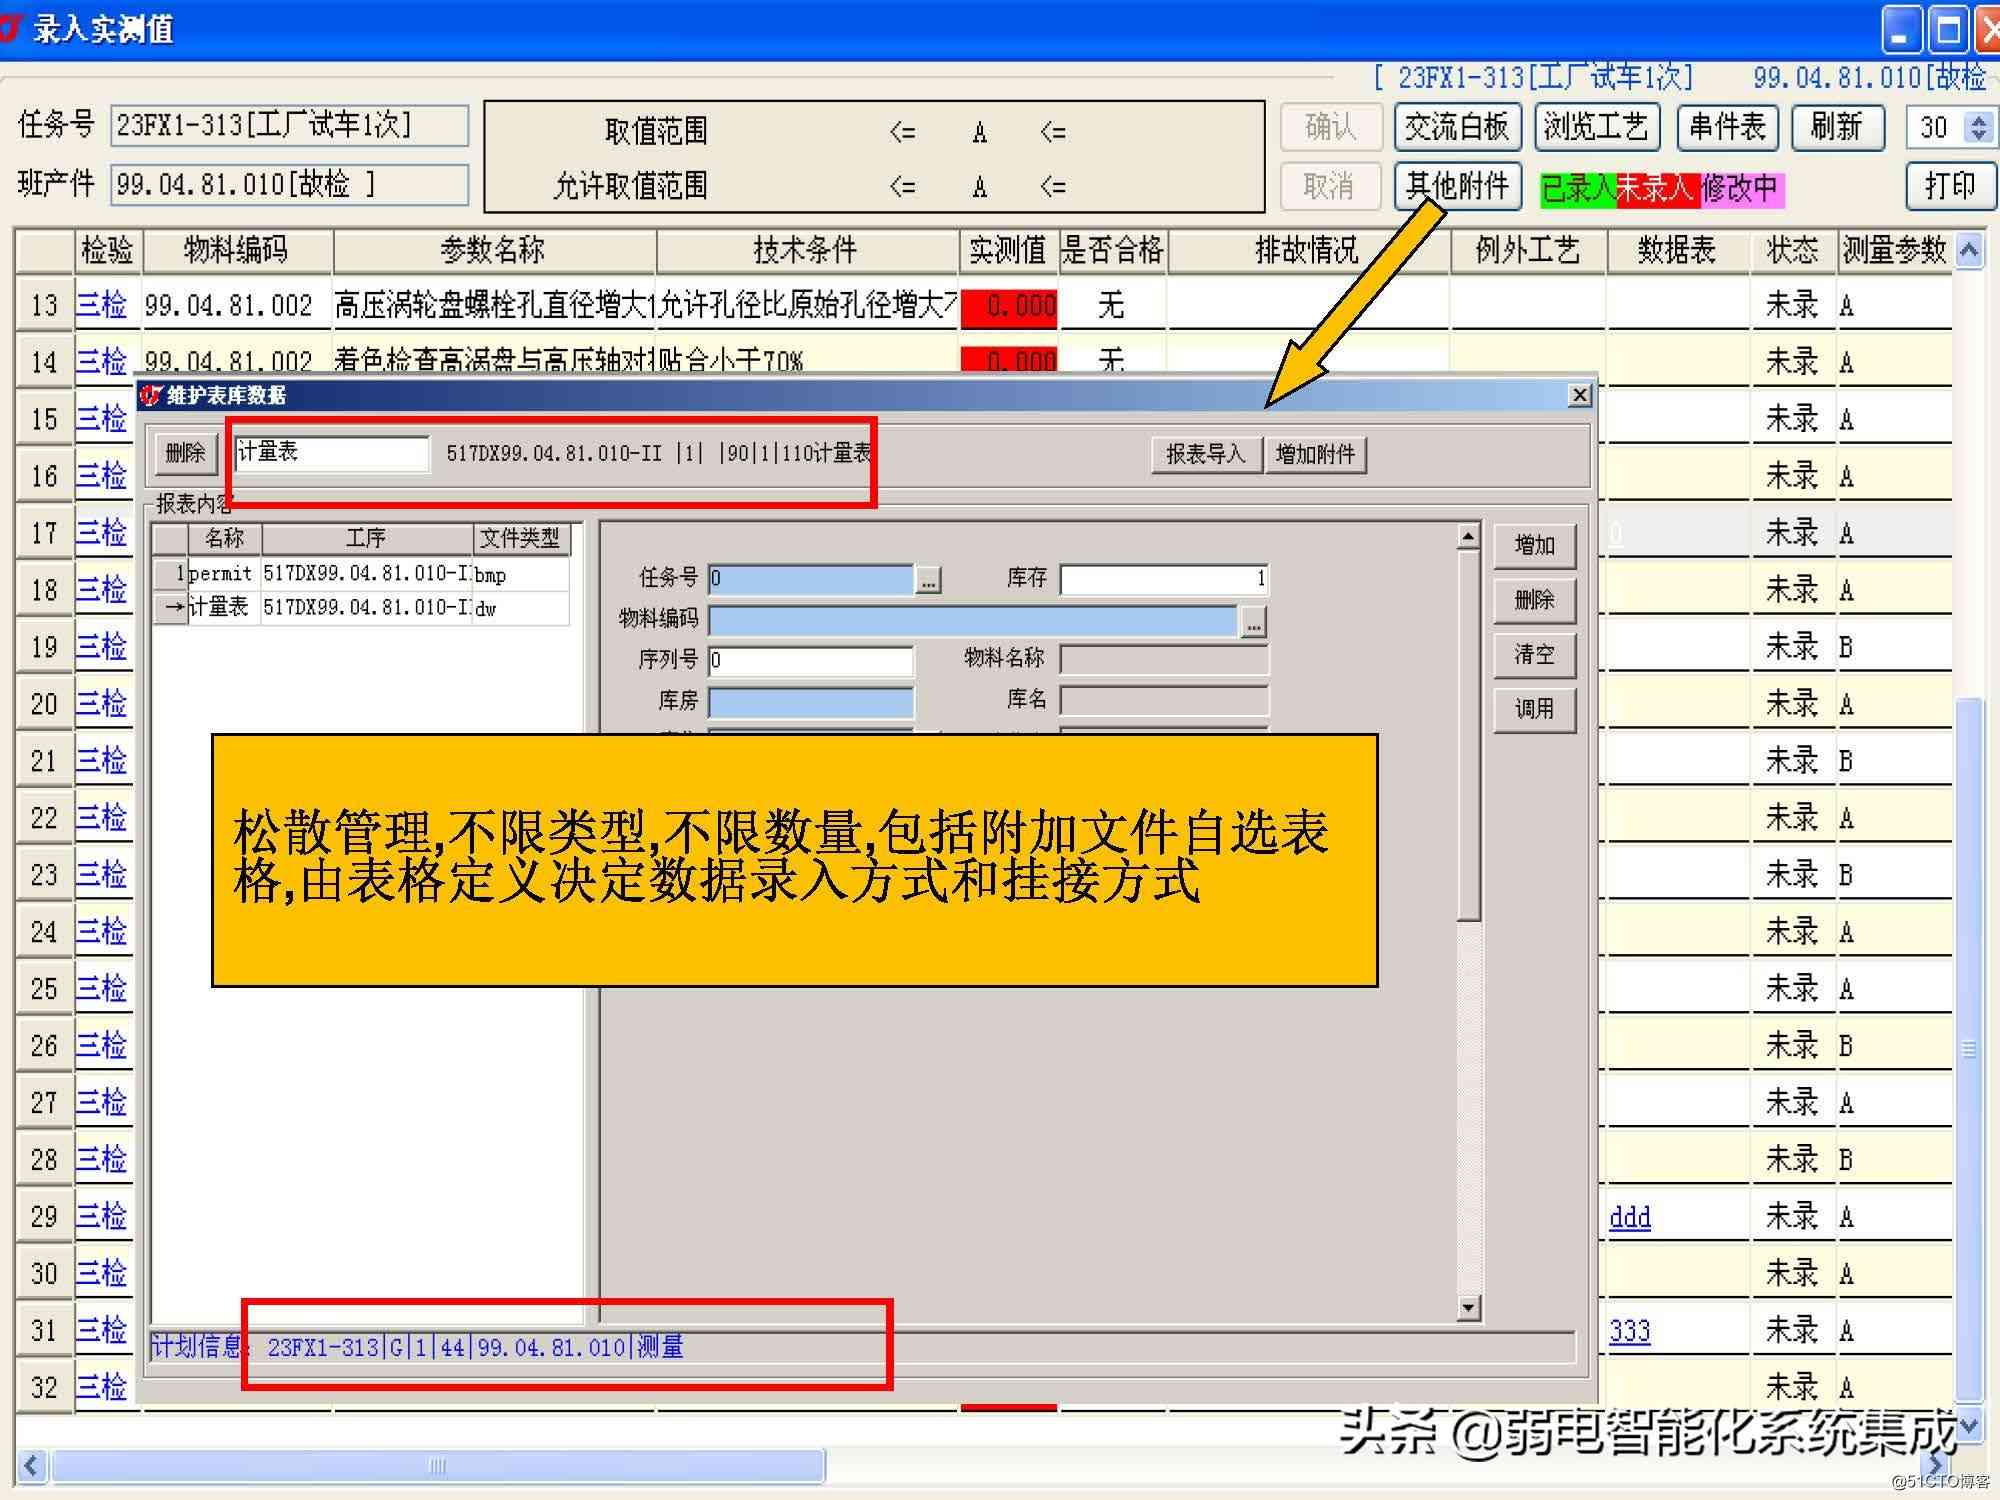 录入实测值
[ 23FX1-313[工厂试车1次] 99.04.81.010[故检
任务号 23FX1-313[工厂试车1次] 取值范围 <= A <= 确认 交流白板 浏览工艺 串件表 刷新 30
班产件 99.04.81.010[故检 ] 允许取值范围 <= A <= 取消 其他附件 已录入 未录入 修改中 打印
检验 物料编码 参数名称 技术条件 实测值 是否合格 排故情况 例外工艺 数据表 状态 测量参数
13 三检 99.04.81.002 高压涡轮盘螺栓孔直径增大 允许孔径比原始孔径增大不 0.000 无 未录 A
14 三检 99.04.81.002 着色检查高涡盘与高压轴对 贴合小于70% 0.000 无 未录 A
维护表库数据
15 三检 未录 A
删除 计量表 517DX99.04.81.010-II |1| |90|1|110计量表 报表导入 增加附件
16 三检 未录 A
报表内容
17 三检 0 未录 A
名称 工序 文件类型
1 permit 517DX99.04.81.010-I bmp
→ 计量表 517DX99.04.81.010-I dw
任务号 0 ... 库存 1
物料编码 ...
序列号 0 物料名称
库房 库名
增加
删除
清空
调用
18 三检 未录 A
19 三检 未录 B
20 三检 未录 A
21 三检 未录 B
22 三检 未录 A
松散管理,不限类型,不限数量,包括附加文件自选表
格,由表格定义决定数据录入方式和挂接方式
23 三检 未录 B
24 三检 未录 A
25 三检 未录 A
26 三检 未录 B
27 三检 未录 A
28 三检 未录 B
29 三检 ddd 未录 A
30 三检 未录 A
31 三检 333 未录 A
计划信息: 23FX1-313|G|1|44|99.04.81.010|测量
32 三检 未录 A
头条 @弱电智能化系统集成
@51CTO博客